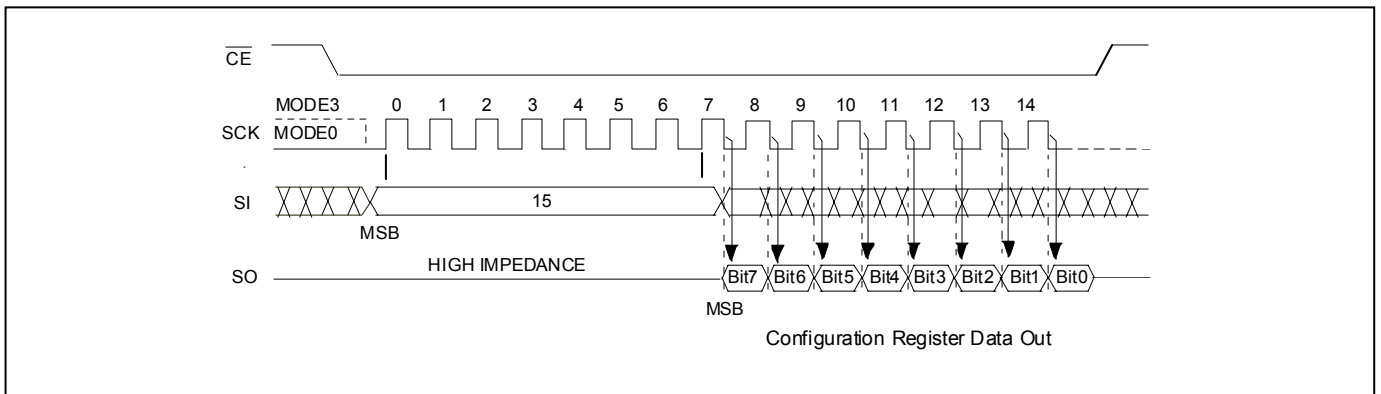 CE
MODE3 0 1 2 3 4 5 6 7 8 9 10 11 12 13 14
SCK MODE0
SI 15
MSB
SO HIGH IMPEDANCE Bit7 Bit6 Bit5 Bit4 Bit3 Bit2 Bit1 Bit0
MSB
Configuration Register Data Out